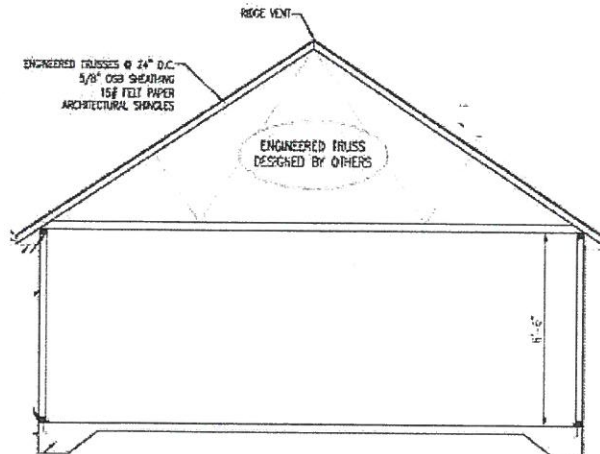 RIDGE VENT
ENGINEERED TRUSSES @ 24" O.C.
5/8" OSB SHEATHING
15# FELT PAPER
ARCHITECTURAL SHINGLES
ENGINEERED TRUSS
DESIGNED BY OTHERS